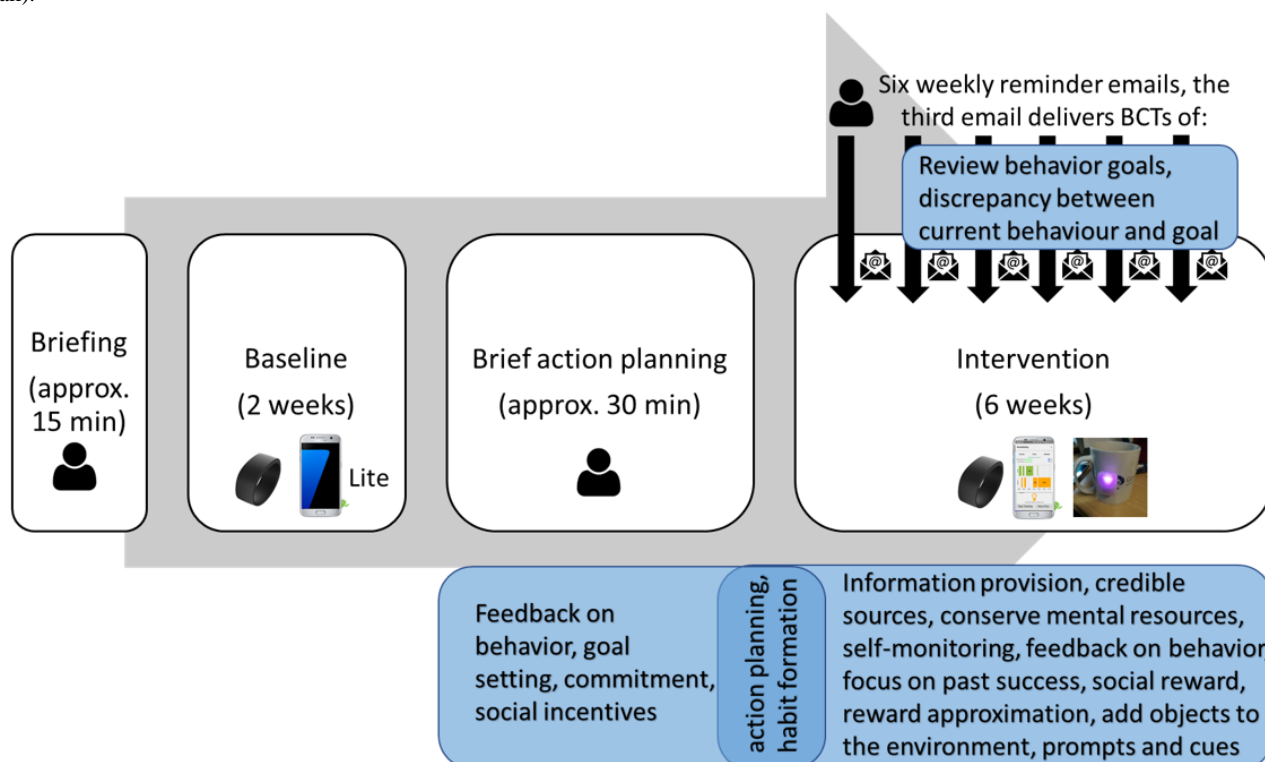 Six weekly reminder emails, the
third email delivers BCTs of:
Review behavior goals,
discrepancy between
current behaviour and goal
Briefing
(approx.
15 min)
Baseline
(2 weeks)
Lite
Brief action planning
(approx. 30 min)
Intervention
(6 weeks)
Feedback on
behavior, goal
setting, commitment,
social incentives
action planning,
habit formation
Information provision, credible
sources, conserve mental resources,
self-monitoring, feedback on behavior,
focus on past success, social reward,
reward approximation, add objects to
the environment, prompts and cues